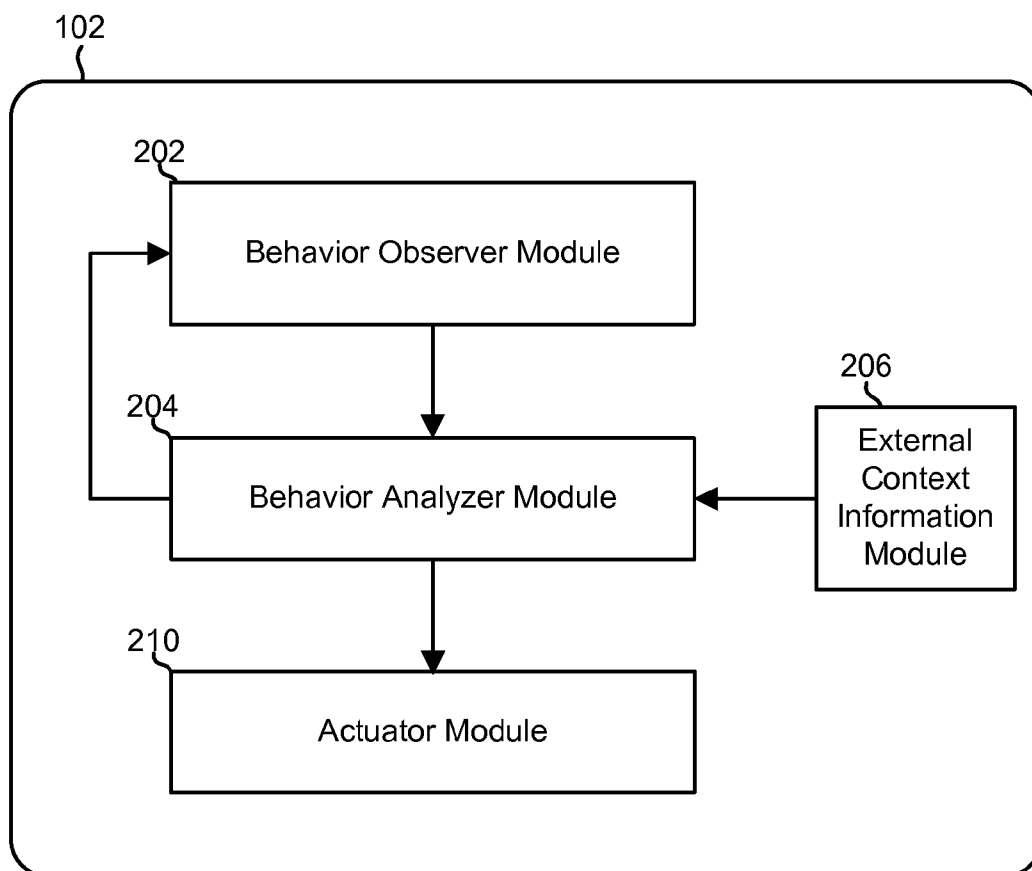 102
202
Behavior Observer Module
206
204
External
Context
Information
Module
Behavior Analyzer Module
210
Actuator Module